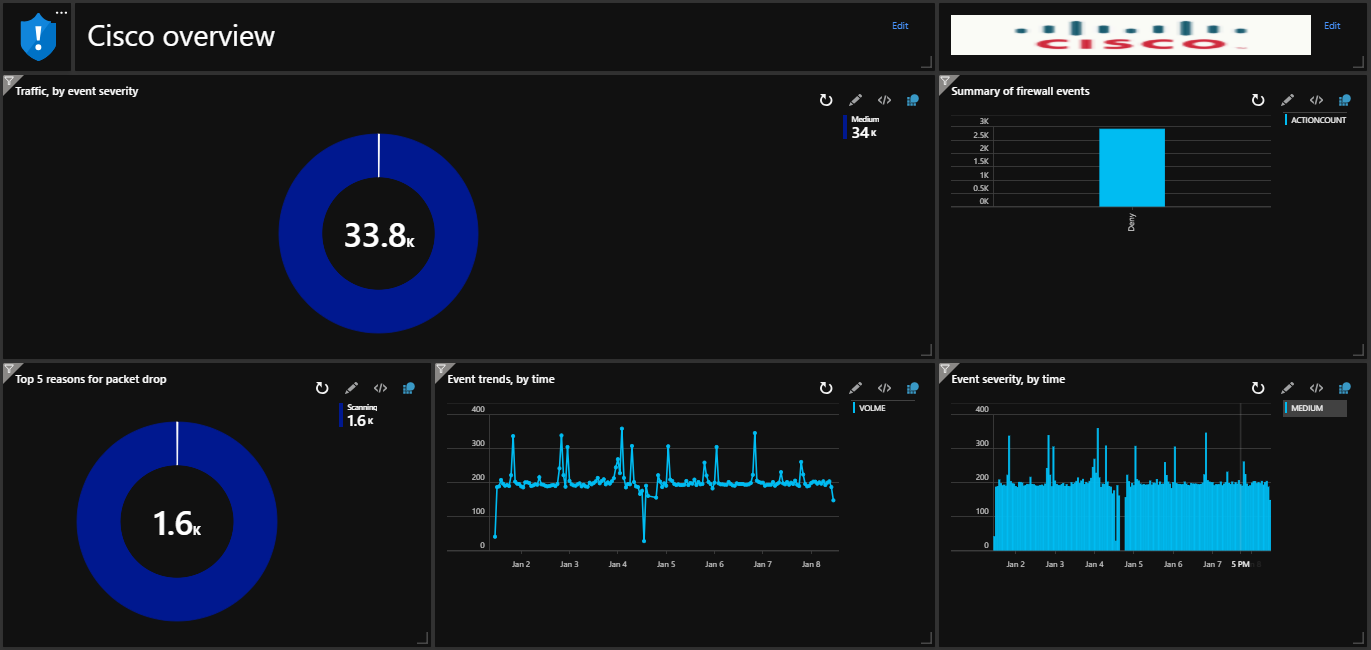 Cisco overview
Edit
CISCO
Edit
Traffic, by event severity
Medium
34 K
33.8K
Summary of firewall events
ACTIONCOUNT
3K
2.5K
2K
1.5K
1K
0.5K
0K
Deny
Top 5 reasons for packet drop
Scanning
1.6 K
1.6K
Event trends, by time
VOLME
400
300
200
100
0
Jan 2 Jan 3 Jan 4 Jan 5 Jan 6 Jan 7 Jan 8
Event severity, by time
MEDIUM
400
300
200
100
0
Jan 2 Jan 3 Jan 4 Jan 5 Jan 6 Jan 7 5 PM